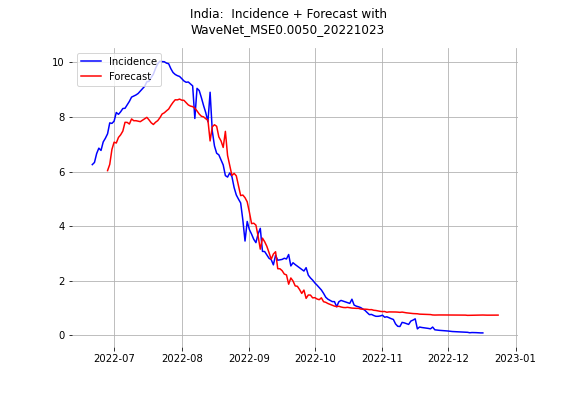 India:  Incidence + Forecast with
WaveNet_MSE0.0050_20221023
Incidence
Forecast
10
8
6
4
2
0
2022-07 2022-08 2022-09 2022-10 2022-11 2022-12 2023-01